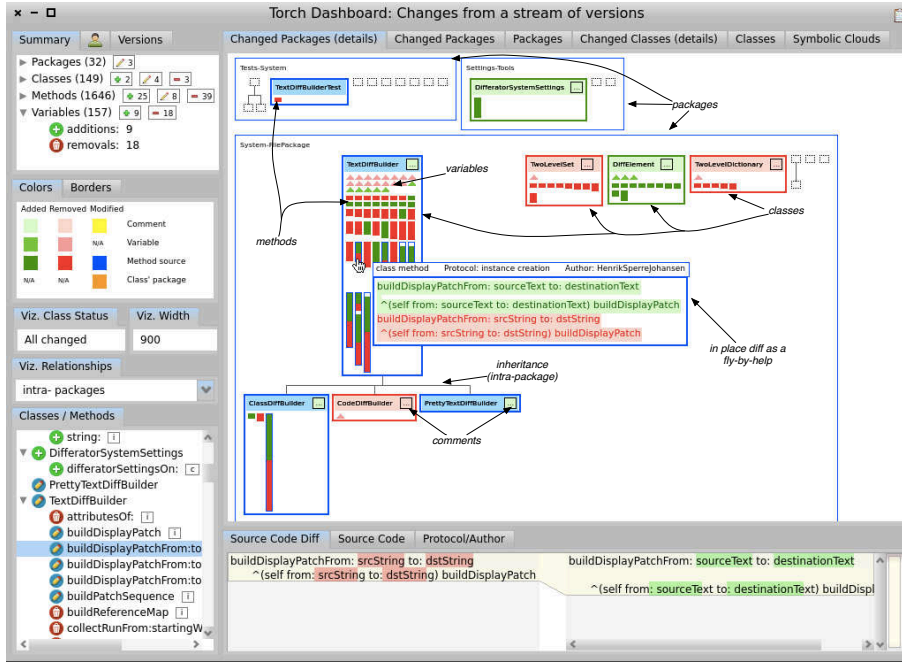 Torch Dashboard: Changes from a stream of versions
Summary Versions
Packages (32) 3
Classes (149) 2 4 3
Methods (1646) 25 8 39
Variables (157) 9 18
additions: 9
removals: 18
Colors Borders
Added Removed Modified
Comment
N/A Variable
Method source
N/A N/A Class' package
Viz. Class Status Viz. Width
All changed 900
Viz. Relationships
intra- packages
Classes / Methods
string: i
DifferatorSystemSettings
differatorSettingsOn: c
PrettyTextDiffBuilder
TextDiffBuilder
attributesOf: i
buildDisplayPatch i
buildDisplayPatchFrom:to
buildDisplayPatchFrom:to
buildDisplayPatchFrom:to
buildPatchSequence i
buildReferenceMap i
collectRunFrom:startingW
Changed Packages (details) Changed Packages Packages Changed Classes (details) Classes Symbolic Clouds
Tests-System
TextDiffBuilderTest
Settings-Tools
DifferatorSystemSettings ...
packages
System-FilePackage
TextDiffBuilder ...
variables
TwoLevelSet ...
DiffElement ...
TwoLevelDictionary ...
classes
methods
class method Protocol: instance creation Author: HenrikSperreJohansen
buildDisplayPatchFrom: sourceText to: destinationText
^(self from: sourceText to: destinationText) buildDisplayPatch
buildDisplayPatchFrom: srcString to: dstString
^(self from: srcString to: dstString) buildDisplayPatch
in place diff as a
fly-by-help
inheritance
(intra-package)
ClassDiffBuilder ...
CodeDiffBuilder ...
PrettyTextDiffBuilder ...
comments
Source Code Diff Source Code Protocol/Author
buildDisplayPatchFrom: srcString to: dstString
^(self from: srcString to: dstString) buildDisplayPatch
buildDisplayPatchFrom: sourceText to: destinationText
^(self from: sourceText to: destinationText) buildDispl